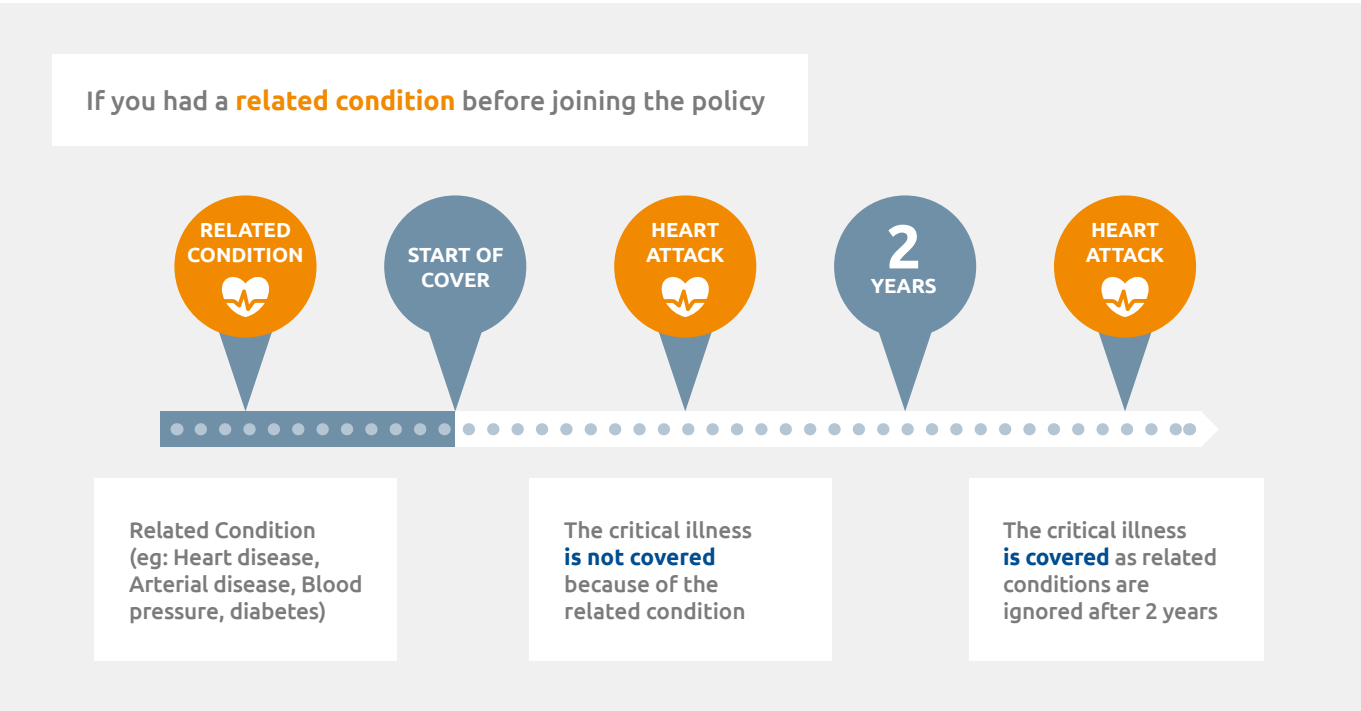 If you had a related condition before joining the policy
RELATED
CONDITION
START OF
COVER
HEART
ATTACK
2
YEARS
HEART
ATTACK
Related Condition
(eg: Heart disease,
Arterial disease, Blood
pressure, diabetes)
The critical illness
is not covered
because of the
related condition
The critical illness
is covered as related
conditions are
ignored after 2 years